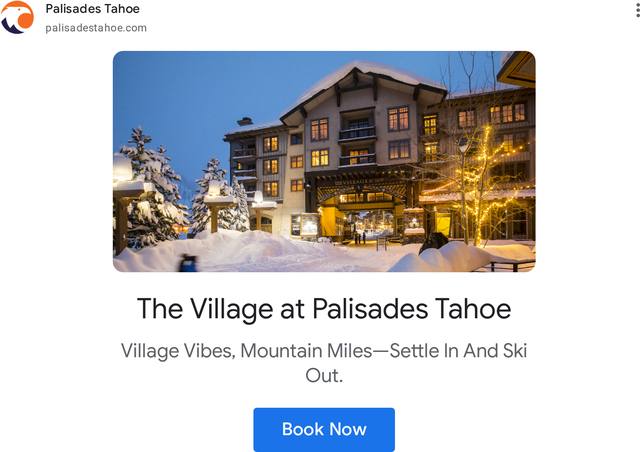 Palisades Tahoe
palisadestahoe.com
The Village at Palisades Tahoe
Village Vibes, Mountain Miles—Settle In And Ski
Out.
Book Now